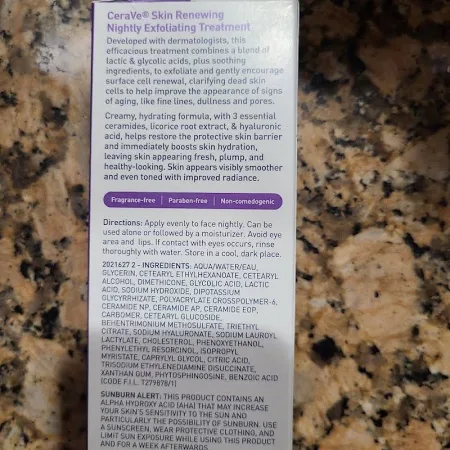 CeraVe® Skin Renewing
Nightly Exfoliating Treatment
Developed with dermatologists, this
efficacious treatment combines a blend of
lactic & glycolic acids, plus soothing
ingredients, to exfoliate and gently encourage
surface cell renewal, clarifying dead skin
cells to help improve the appearance of signs
of aging, like fine lines, dullness and pores.
Creamy, hydrating formula, with 3 essential
ceramides, licorice root extract, & hyaluronic
acid, helps restore the protective skin barrier
and immediately boosts skin hydration,
leaving skin appearing fresh, plump, and
healthy-looking. Skin appears visibly smoother
and even toned with improved radiance.
Fragrance-free | Paraben-free | Non-comedogenic
Directions: Apply evenly to face nightly. Can be
used alone or followed by a moisturizer. Avoid eye
area and lips. If contact with eyes occurs, rinse
thoroughly with water. Store in a cool, dark place.
2021627 2 - INGREDIENTS: AQUA/WATER/EAU,
GLYCERIN, CETEARYL ETHYLHEXANOATE, CETEARYL
ALCOHOL, DIMETHICONE, GLYCOLIC ACID, LACTIC
ACID, SODIUM HYDROXIDE, DIPOTASSIUM
GLYCYRRHIZATE, POLYACRYLATE CROSSPOLYMER-6,
CERAMIDE NP, CERAMIDE AP, CERAMIDE EOP,
CARBOMER, CETEARYL GLUCOSIDE,
BEHENTRIMONIUM METHOSULFATE, TRIETHYL
CITRATE, SODIUM HYALURONATE, SODIUM LAUROYL
LACTYLATE, CHOLESTEROL, PHENOXYETHANOL,
PHENYLETHYL RESORCINOL, ISOPROPYL
MYRISTATE, CAPRYLYL GLYCOL, CITRIC ACID,
TRISODIUM ETHYLENEDIAMINE DISUCCINATE,
XANTHAN GUM, PHYTOSPHINGOSINE, BENZOIC ACID
(CODE F.I.L. T279878/1)
SUNBURN ALERT: THIS PRODUCT CONTAINS AN
ALPHA HYDROXY ACID (AHA) THAT MAY INCREASE
YOUR SKIN'S SENSITIVITY TO THE SUN AND
PARTICULARLY THE POSSIBILITY OF SUNBURN. USE
A SUNSCREEN, WEAR PROTECTIVE CLOTHING, AND
LIMIT SUN EXPOSURE WHILE USING THIS PRODUCT
AND FOR A WEEK AFTERWARDS